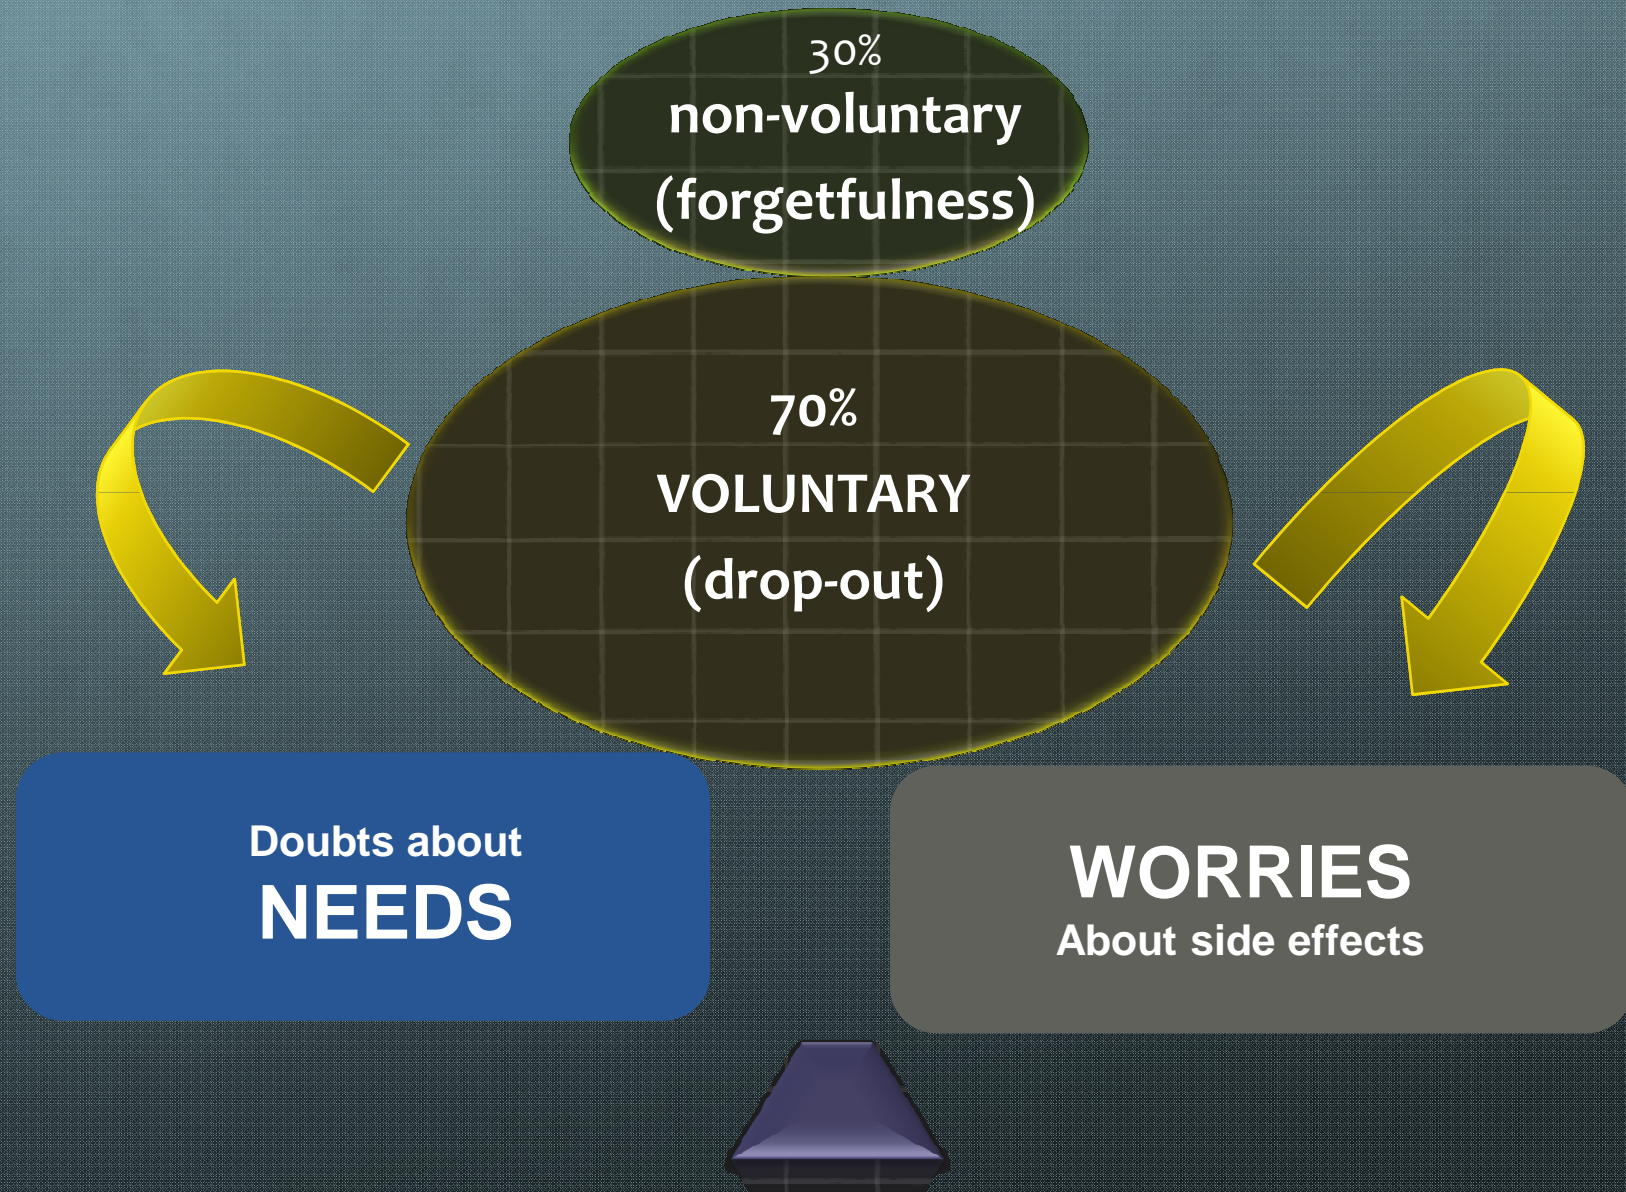 30%
non-voluntary
(forgetfulness)
70%
VOLUNTARY
(drop-out)
Doubts about
NEEDS
WORRIES
About side effects